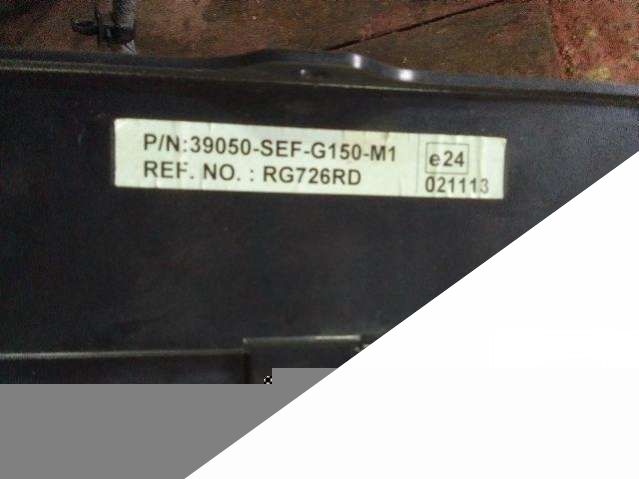 P/N:39050-SEF-G150-M1
REF. NO. : RG726RD
e24
021113